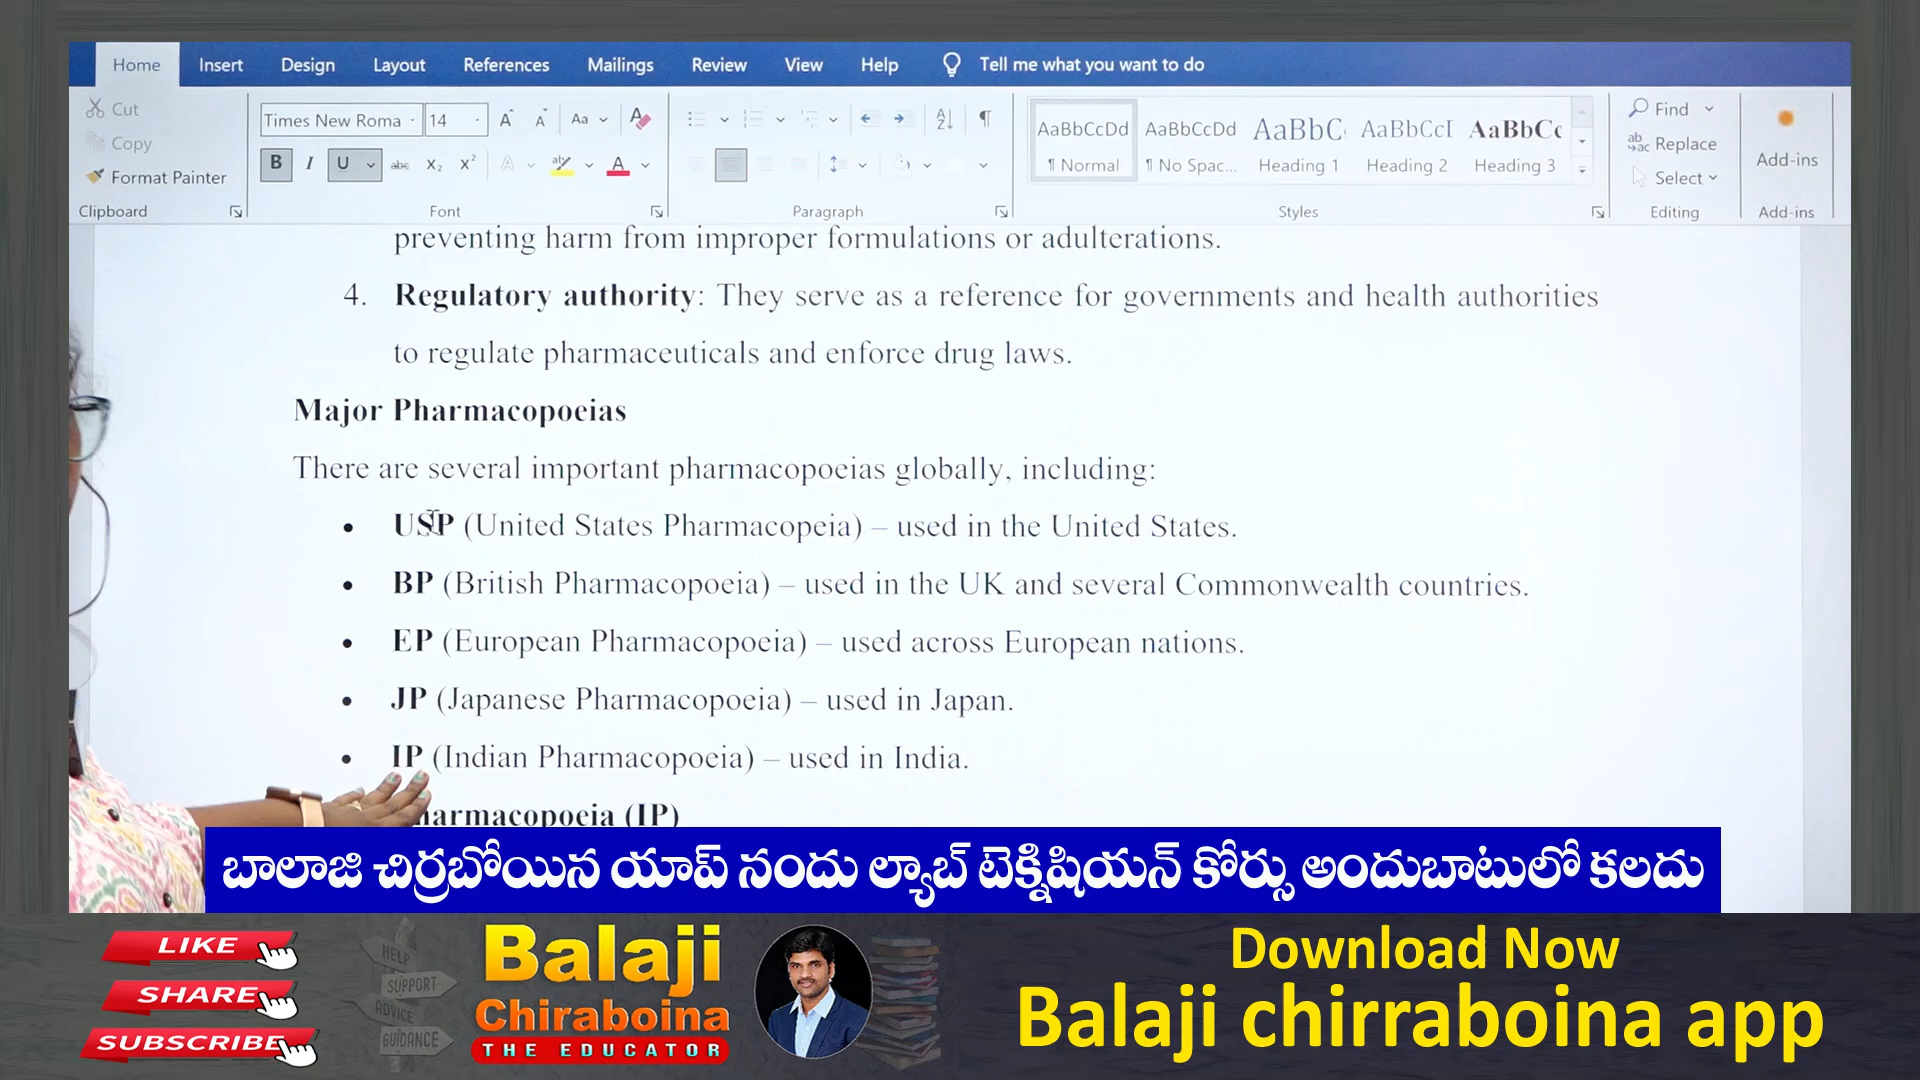 Home Insert Design Layout References Mailings Review View Help Tell me what you want to do
Cut
Copy
Format Painter
Clipboard
Times New Roma 14
B I U abc X₂ X²
Font
Paragraph
AaBbCcDd AaBbCcDd AaBbC AaBbCcI AaBbCc
¶ Normal ¶ No Spac... Heading 1 Heading 2 Heading 3
Styles
Find
Replace
Select
Editing
Add-ins
Add-ins
preventing harm from improper formulations or adulterations.
4. Regulatory authority: They serve as a reference for governments and health authorities
to regulate pharmaceuticals and enforce drug laws.
Major Pharmacopoeias
There are several important pharmacopoeias globally, including:
• USP (United States Pharmacopeia) – used in the United States.
• BP (British Pharmacopoeia) – used in the UK and several Commonwealth countries.
• EP (European Pharmacopoeia) – used across European nations.
• JP (Japanese Pharmacopoeia) – used in Japan.
• IP (Indian Pharmacopoeia) – used in India.
harmacopoeia (IP)
బాలాజి చిర్రబోయిన యాప్ నందు ల్యాబ్ టెక్నిషియన్ కోర్సు అందుబాటులో కలదు
LIKE
SHARE
SUBSCRIBE
HELP
SUPPORT
ADVICE
GUIDANCE
Balaji
Chiraboina
THE EDUCATOR
Download Now
Balaji chirraboina app